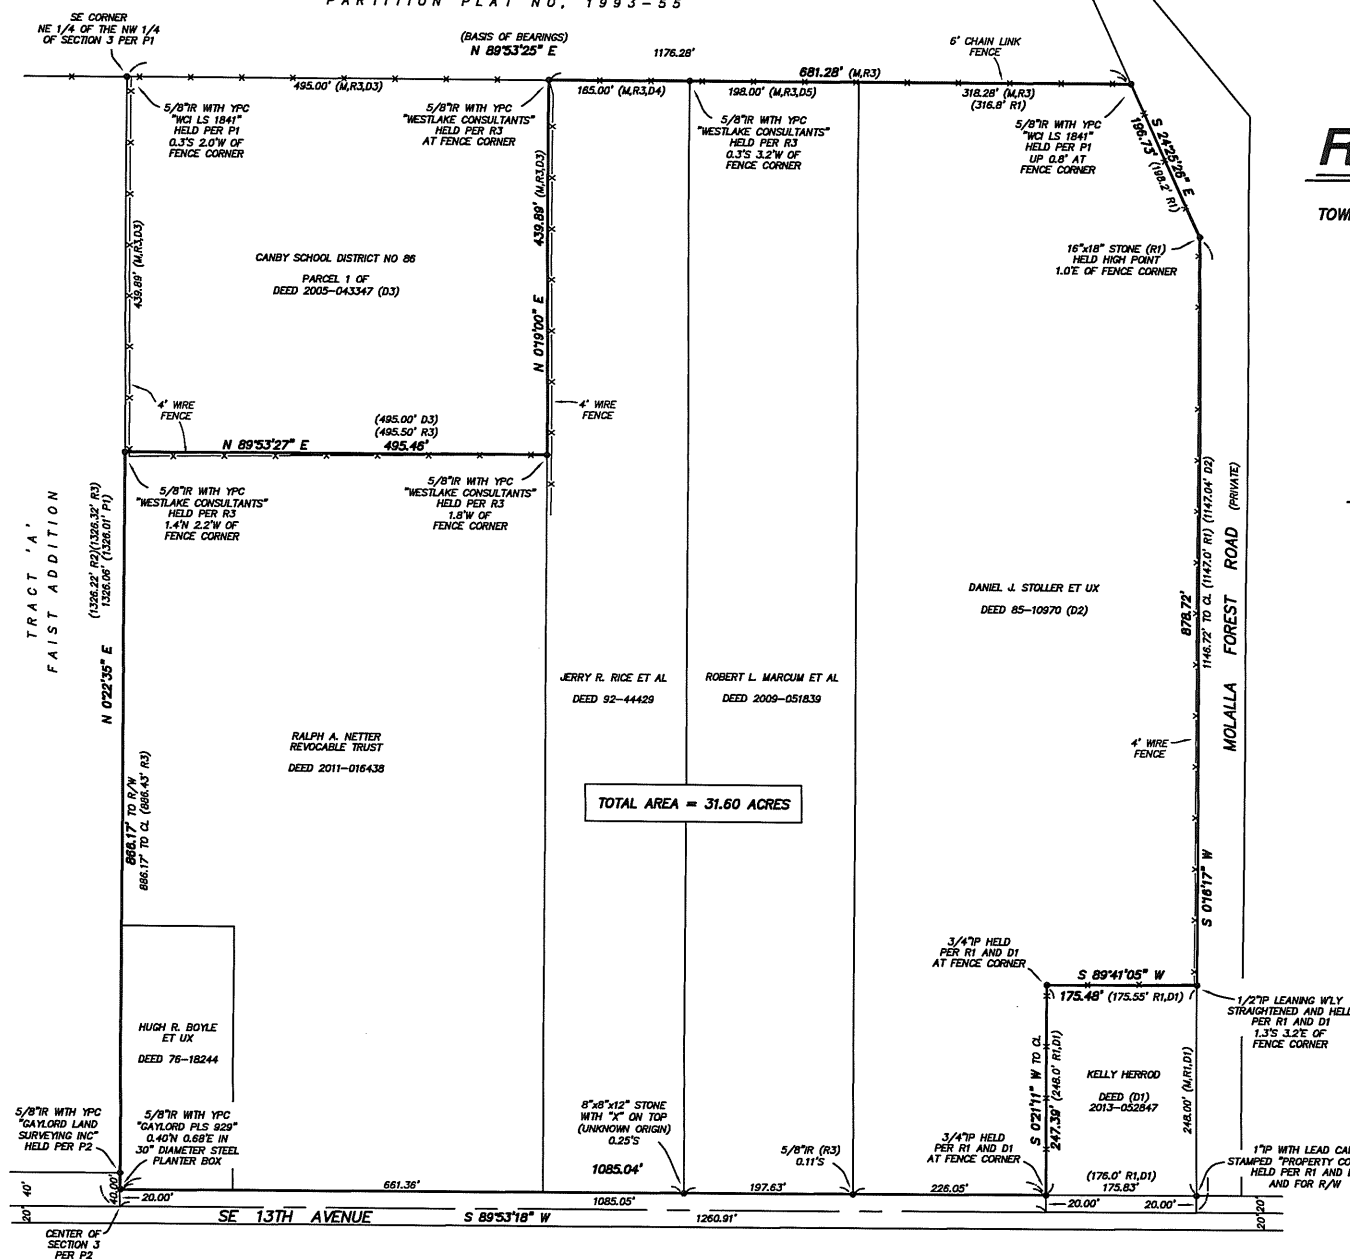 PARTITION PLAT NO, 1993-55
SE CORNER
NE 1/4 OF THE NW 1/4
OF SECTION 3 PER P1
(BASIS OF BEARINGS)
N 89°53'25" E
1176.28'
6' CHAIN LINK
FENCE
681.28' (M,R3)
495.00' (M,R3,D3)
165.00' (M,R3,D4)
198.00' (M,R3,D5)
318.28' (M,R3)
(316.8' R1)
5/8"IR WITH YPC
"WCI LS 1841"
HELD PER P1
0.3'S 2.0'W OF
FENCE CORNER
5/8"IR WITH YPC
"WESTLAKE CONSULTANTS"
HELD PER R3
AT FENCE CORNER
5/8"IR WITH YPC
"WESTLAKE CONSULTANTS"
HELD PER R3
0.3'S 3.2'W OF
FENCE CORNER
5/8"IR WITH YPC
"WCI LS 1841"
HELD PER P1
UP 0.8' AT
FENCE CORNER
S 24°25'26" E
196.73' (198.2' R1)
R
TOW
439.89' (M,R3,D3)
439.89' (M,R3,D3)
N 0°19'00" E
CANBY SCHOOL DISTRICT NO 86
PARCEL 1 OF
DEED 2005-043347 (D3)
16"x18" STONE (R1)
HELD HIGH POINT
1.0'E OF FENCE CORNER
4' WIRE
FENCE
4' WIRE
FENCE
(495.00' D3)
(495.50' R3)
N 89°53'27" E
495.46'
5/8"IR WITH YPC
"WESTLAKE CONSULTANTS"
HELD PER R3
1.4'N 2.2'W OF
FENCE CORNER
5/8"IR WITH YPC
"WESTLAKE CONSULTANTS"
HELD PER R3
1.8'W OF
FENCE CORNER
TRACT 'A'
FAIST ADDITION
(1326.22' R2)(1326.32' R3)
1326.06' (1326.01' P1)
N 0°22'35" E
DANIEL J. STOLLER ET UX
DEED 85-10970 (D2)
878.72'
1146.72' TO CL (1147.0' R1) (1147.04' D2)
MOLALLA FOREST ROAD (PRIVATE)
JERRY R. RICE ET AL
DEED 92-44429
ROBERT L. MARCUM ET AL
DEED 2009-051839
RALPH A. NETTER
REVOCABLE TRUST
DEED 2011-016438
4' WIRE
FENCE
TOTAL AREA = 31.60 ACRES
866.17' TO R/W
886.17' TO CL (886.43' R3)
S 0°16'17" W
3/4"IP HELD
PER R1 AND D1
AT FENCE CORNER
S 89°41'05" W
175.48' (175.55' R1,D1)
1/2"IP LEANING W'LY
STRAIGHTENED AND HELD
PER R1 AND D1
1.3'S 3.2'E OF
FENCE CORNER
HUGH R. BOYLE
ET UX
DEED 76-18244
S 0°21'11" W TO CL
247.39' (248.0' R1,D1)
KELLY HERROD
DEED (D1)
2013-052847
248.00' (M,R1,D1)
5/8"IR WITH YPC
"GAYLORD LAND
SURVEYING INC"
HELD PER P2
5/8"IR WITH YPC
"GAYLORD PLS 929"
0.40'N 0.68'E IN
30" DIAMETER STEEL
PLANTER BOX
8"x8"x12" STONE
WITH "X" ON TOP
(UNKNOWN ORIGIN)
0.25'S
5/8"IR (R3)
0.11'S
3/4"IP HELD
PER R1 AND D1
AT FENCE CORNER
1"IP WITH LEAD CA
STAMPED "PROPERTY CO
HELD PER R1 AND
AND FOR R/W
1085.04'
(176.0' R1,D1)
175.83'
40'
40.00'
20.00'
661.36'
1085.05'
197.63'
226.05'
20.00'
20.00'
20'
SE 13TH AVENUE
S 89°53'18" W
1260.91'
20' 20'
CENTER OF
SECTION 3
PER P2